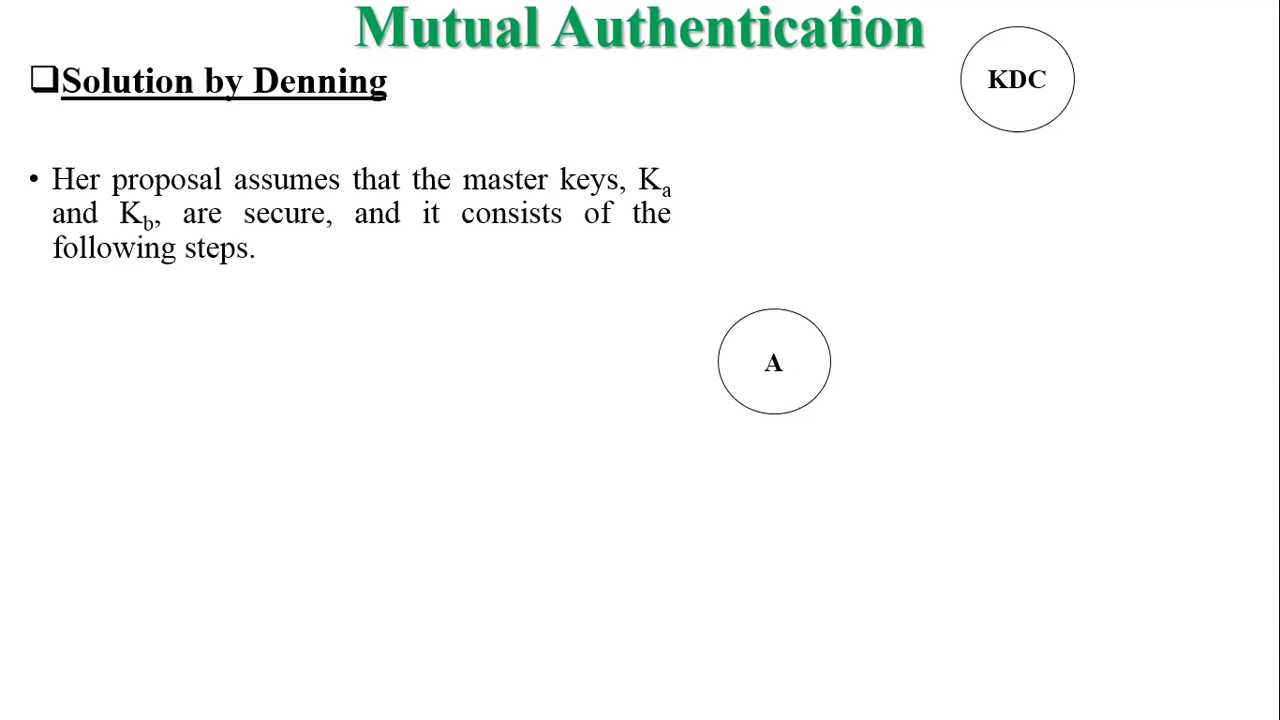 Mutual Authentication
❑Solution by Denning
KDC
• Her proposal assumes that the master keys, Kₐ
and K_b, are secure, and it consists of the
following steps.
A